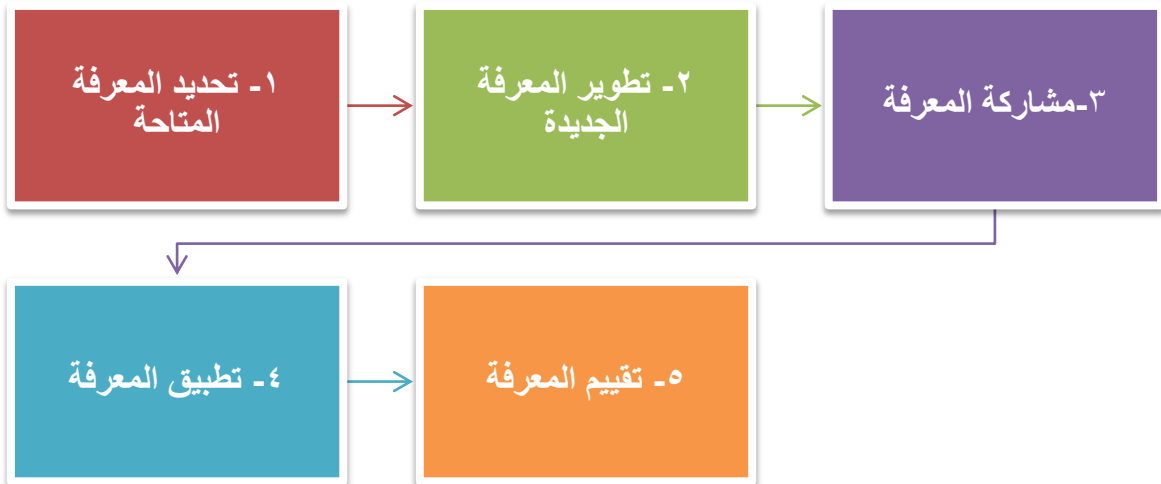 ١- تحديد المعرفة
المتاحة
٢- تطوير المعرفة
الجديدة
٣-مشاركة المعرفة
٤- تطبيق المعرفة
٥- تقييم المعرفة